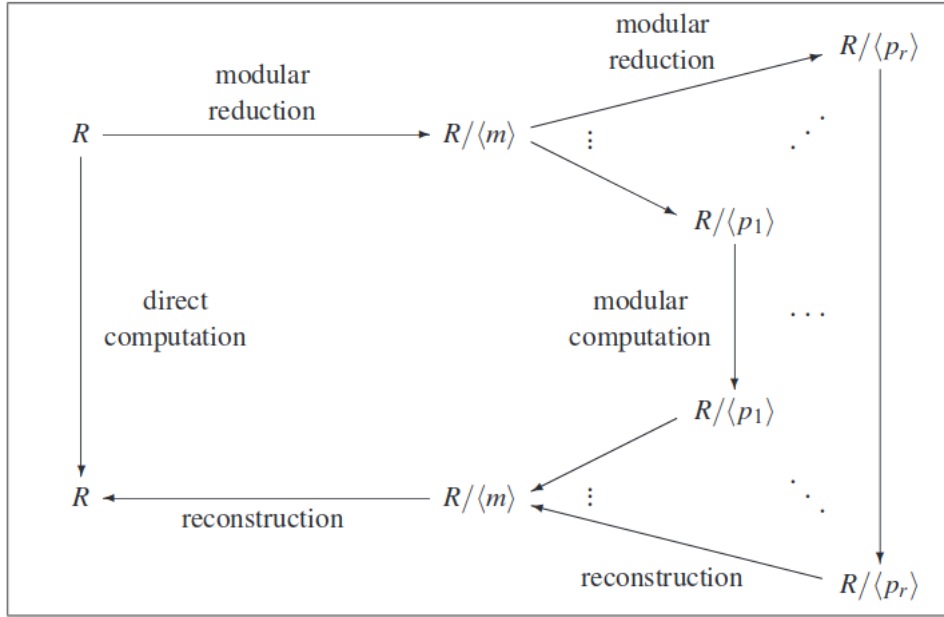 modular
reduction
modular
reduction
R/⟨p_r⟩
R
R/⟨m⟩
⋮
⋰
R/⟨p_1⟩
direct
computation
modular
computation
⋯
R/⟨p_1⟩
R
reconstruction
R/⟨m⟩
⋮
⋱
reconstruction
R/⟨p_r⟩